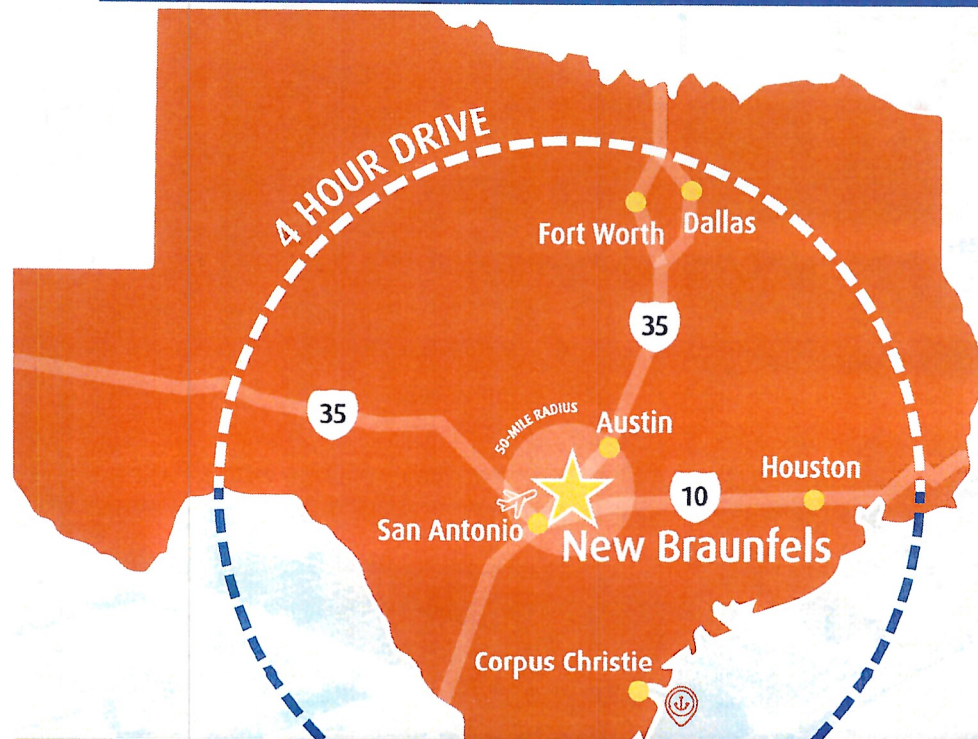 4 HOUR DRIVE
Fort Worth
Dallas
35
35
50-MILE RADIUS
Austin
Houston
10
San Antonio
New Braunfels
Corpus Christie